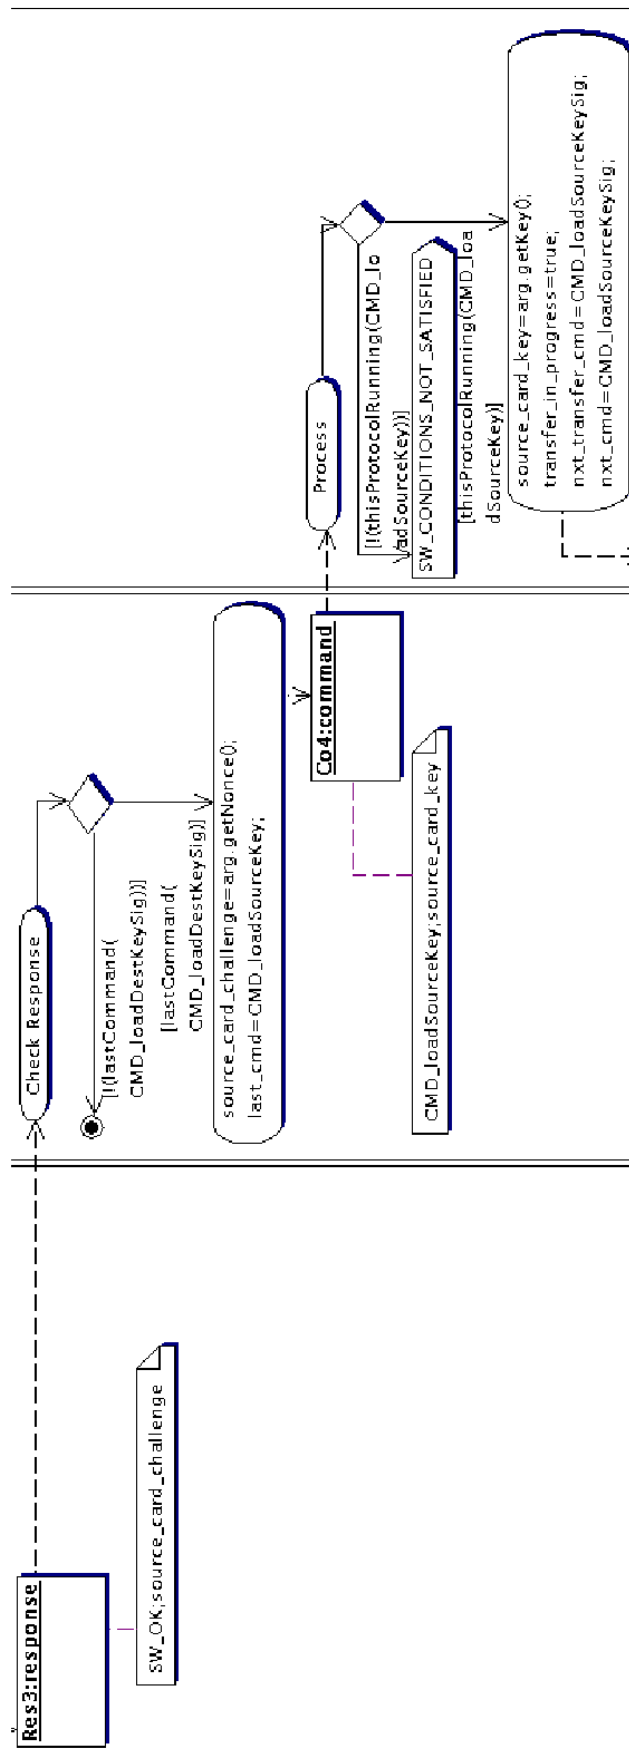 Res3:response
SW_OK;source_card_challenge
Check Response
[!(lastCommand(
CMD_loadDestKeySig))]
[lastCommand(
CMD_loadDestKeySig)]
source_card_challenge=arg.getNonce();
last_cmd=CMD_loadSourceKey;
Co4:command
CMD_loadSourceKey;source_card_key
Process
[!(thisProtocolRunning(CMD_lo
adSourceKey))]
SW_CONDITIONS_NOT_SATISFIED
[thisProtocolRunning(CMD_loa
dSourceKey)]
source_card_key=arg.getKey();
transfer_in_progress=true;
nxt_transfer_cmd=CMD_loadSourceKeySig;
nxt_cmd=CMD_loadSourceKeySig;